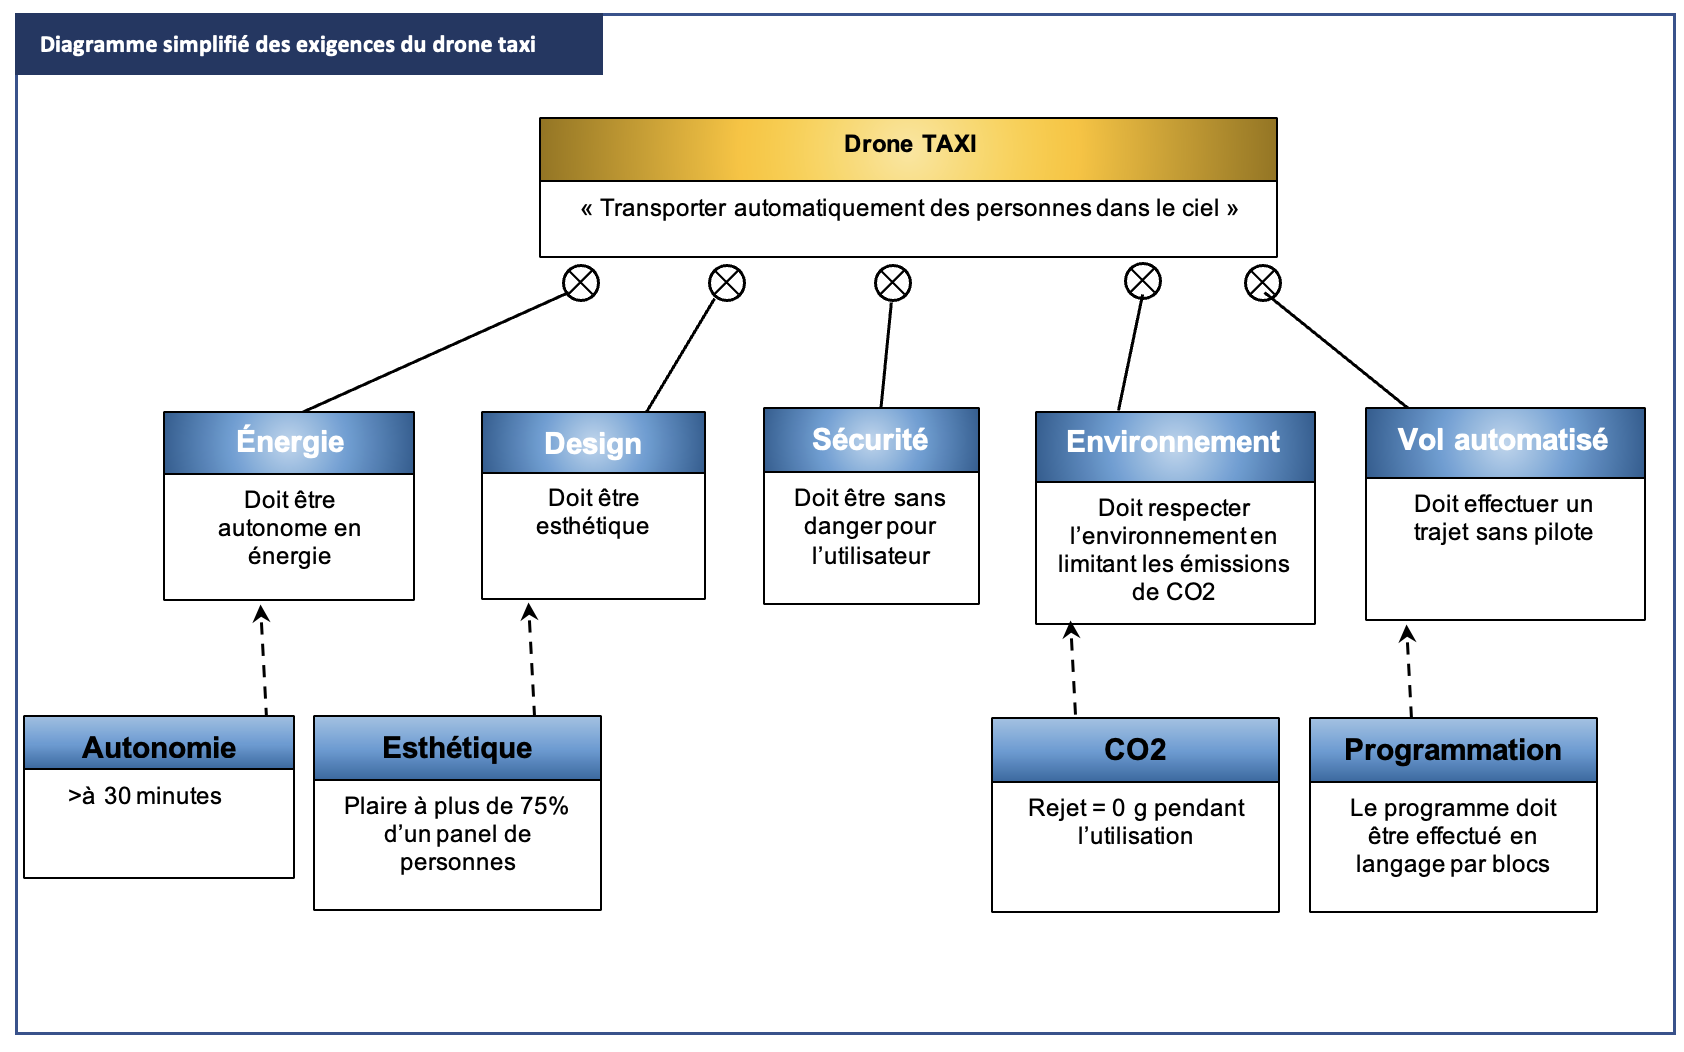 Diagramme simplifié des exigences du drone taxi
Drone TAXI
« Transporter automatiquement des personnes dans le ciel »
Énergie
Doit être
autonome en
énergie
Design
Doit être
esthétique
Sécurité
Doit être sans
danger pour
l’utilisateur
Environnement
Doit respecter
l’environnement en
limitant les émissions
de CO2
Vol automatisé
Doit effectuer un
trajet sans pilote
Autonomie
>à 30 minutes
Esthétique
Plaire à plus de 75%
d’un panel de
personnes
CO2
Rejet = 0 g pendant
l’utilisation
Programmation
Le programme doit
être effectué en
langage par blocs